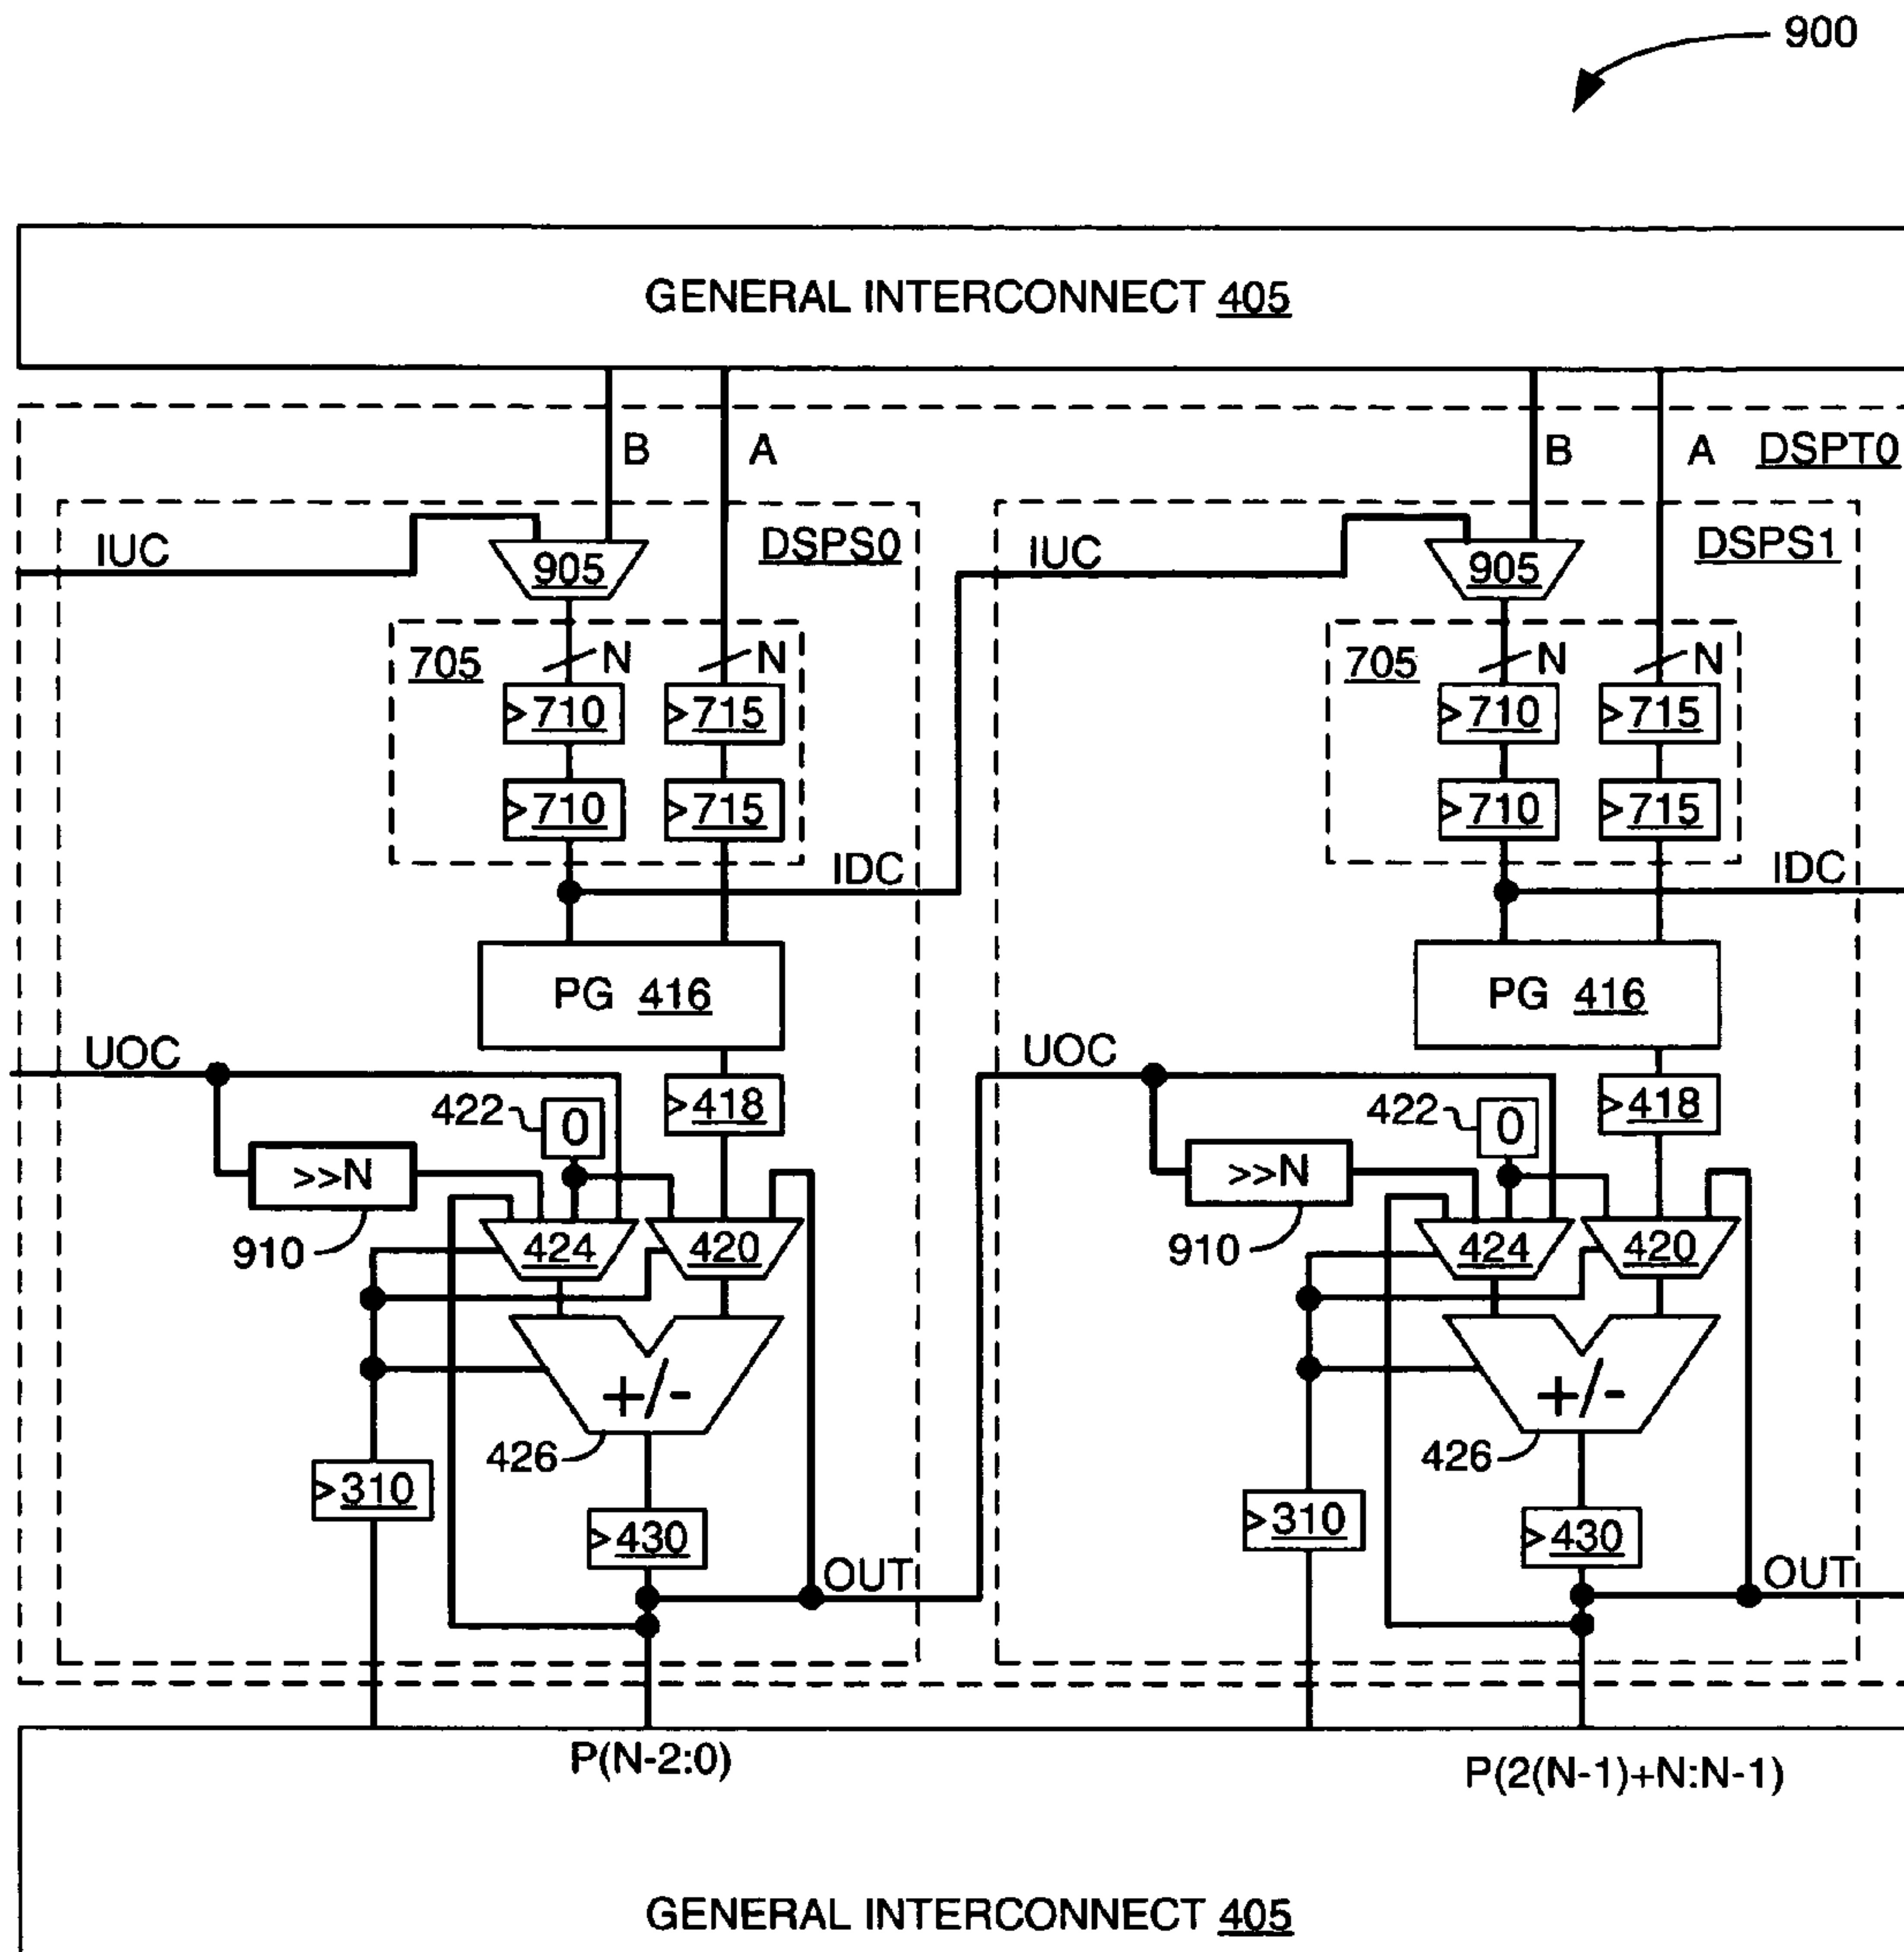 900
GENERAL INTERCONNECT 405
B A B A DSPT0
IUC 905 DSPS0 IUC 905 DSPS1
705 N N 705 N N
>710 >715 >710 >715
>710 >715 >710 >715
IDC IDC
PG 416 PG 416
UOC UOC
422 0 >418 422 0 >418
>>N >>N
910 424 420 910 424 420
+/- +/-
426 426
>310 >310
>430 >430
OUT OUT
P(N-2:0) P(2(N-1)+N:N-1)
GENERAL INTERCONNECT 405